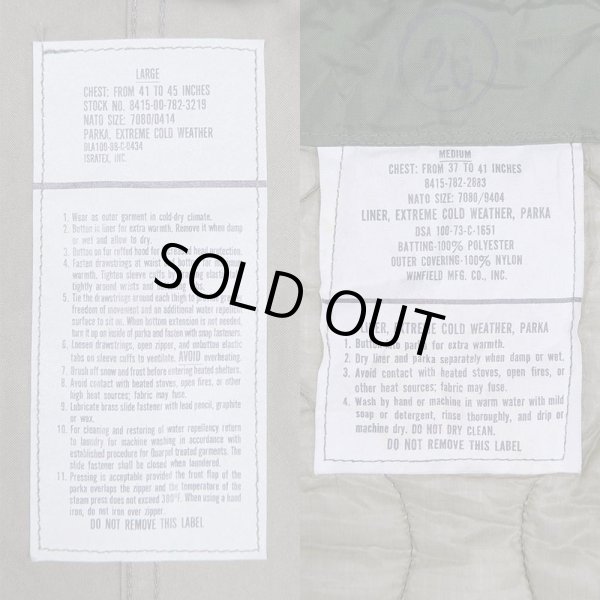 LARGE
CHEST: FROM 41 TO 45 INCHES
STOCK NO. 8415-00-782-3219
NATO SIZE: 7080/0414
PARKA, EXTREME COLD WEATHER
DLA100-88-C-0434
ISRATEX, INC.
1. Wear as outer garment in cold-dry climate.
2. Button in liner for extra warmth. Remove it when damp
or wet and allow to dry.
3. Button on fur ruffed hood for head protection.
4. Fasten drawstrings at waist bottom
warmth. Tighten sleeve cuffs by elastic
tightly around wrists and
5. Tie the drawstrings around each thigh to
freedom of movement and an additional water repellent
surface to sit on. When bottom extension is not needed,
turn it up on inside of parka and fasten with snap fasteners.
6. Loosen drawstrings, open zipper, and unbutton elastic
tabs on sleeve cuffs to ventilate. AVOID overheating.
7. Brush off snow and frost before entering heated shelters.
8. Avoid contact with heated stoves, open fires, or other
high heat sources; fabric may fuse.
9. Lubricate brass slide fastener with lead pencil, graphite
or wax.
10. For cleaning and restoring of water repellency return
to laundry for machine washing in accordance with
established procedure for Quarpel treated garments. The
slide fastener shall be closed when laundered.
11. Pressing is acceptable provided the front flap of the
parka overlaps the zipper and the temperature of the
steam press does not exceed 380°F. When using a hand
iron, do not iron over zipper.
DO NOT REMOVE THIS LABEL
MEDIUM
CHEST: FROM 37 TO 41 INCHES
8415-782-2883
NATO SIZE: 7080/9404
LINER, EXTREME COLD WEATHER, PARKA
DSA 100-73-C-1651
BATTING-100% POLYESTER
OUTER COVERING-100% NYLON
WINFIELD MFG. CO., INC.
LINER, EXTREME COLD WEATHER, PARKA
1. Button into parka for extra warmth.
2. Dry liner and parka separately when damp or wet.
3. Avoid contact with heated stoves, open fires, or
other heat sources; fabric may fuse.
4. Wash by hand or machine in warm water with mild
soap or detergent, rinse thoroughly, and drip or
machine dry. DO NOT DRY CLEAN.
DO NOT REMOVE THIS LABEL
SOLD OUT